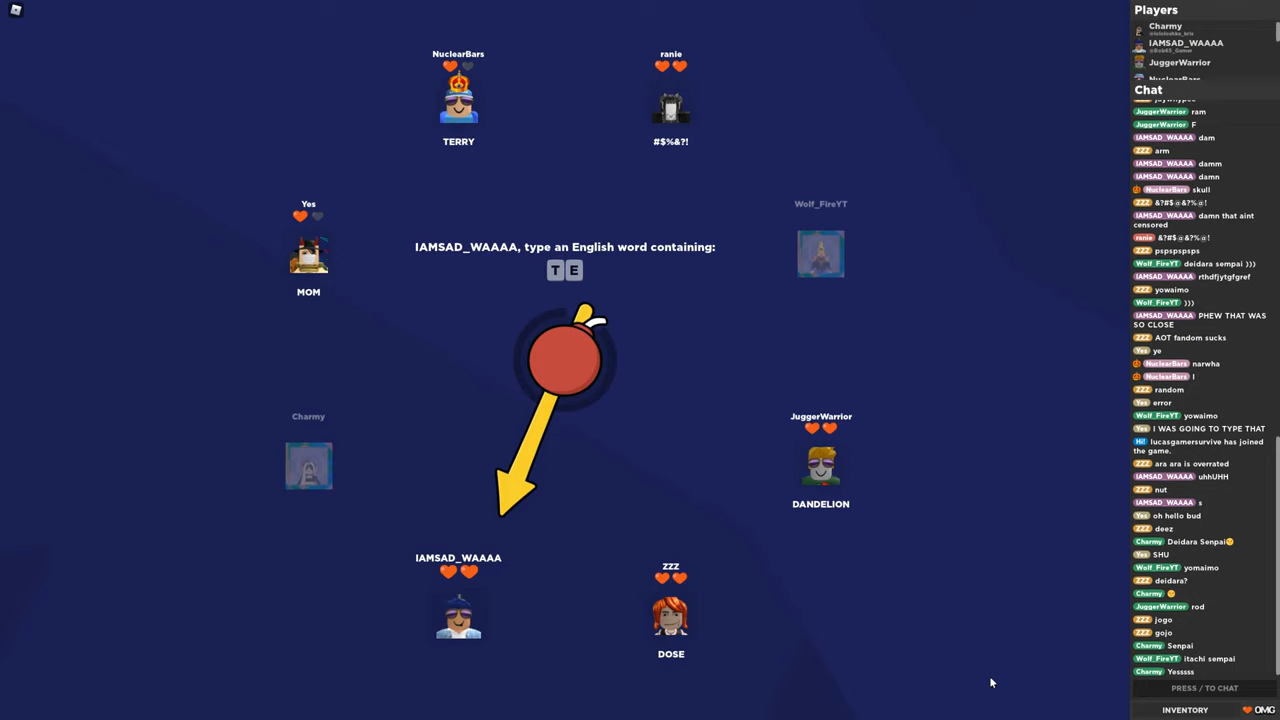 NuclearBars
TERRY
ranie
#$%&?!
Yes
MOM
Wolf_FireYT
IAMSAD_WAAAA, type an English word containing:
T E
Charmy
JuggerWarrior
DANDELION
IAMSAD_WAAAA
zzz
DOSE
Players
Charmy
IAMSAD_WAAAA
@Bob65_Gamer
JuggerWarrior
Chat
JuggerWarrior ram
JuggerWarrior F
IAMSAD_WAAAA dam
ZZZ arm
IAMSAD_WAAAA damm
IAMSAD_WAAAA damn
NuclearBars skull
ZZZ &?#$@&?%@!
IAMSAD_WAAAA damn that aint
censored
ranie &?#$@&?%@!
ZZZ pspspspsps
Wolf_FireYT deidara sempai )))
IAMSAD_WAAAA rthdfjytgfgref
ZZZ yowaimo
Wolf_FireYT )))
IAMSAD_WAAAA PHEW THAT WAS
SO CLOSE
ZZZ AOT fandom sucks
Yes ye
NuclearBars narwha
NuclearBars l
ZZZ random
Yes error
Wolf_FireYT yowaimo
Yes I WAS GOING TO TYPE THAT
Hi! lucasgamersurvive has joined
the game.
ZZZ ara ara is overrated
IAMSAD_WAAAA uhhUHH
ZZZ nut
IAMSAD_WAAAA s
Yes oh hello bud
ZZZ deez
Charmy Deidara Senpai
Yes SHU
Wolf_FireYT yomaimo
ZZZ deidara?
Charmy
JuggerWarrior rod
ZZZ jogo
ZZZ gojo
Charmy Senpai
Wolf_FireYT itachi sempai
Charmy Yesssss
PRESS / TO CHAT
INVENTORY
OMG